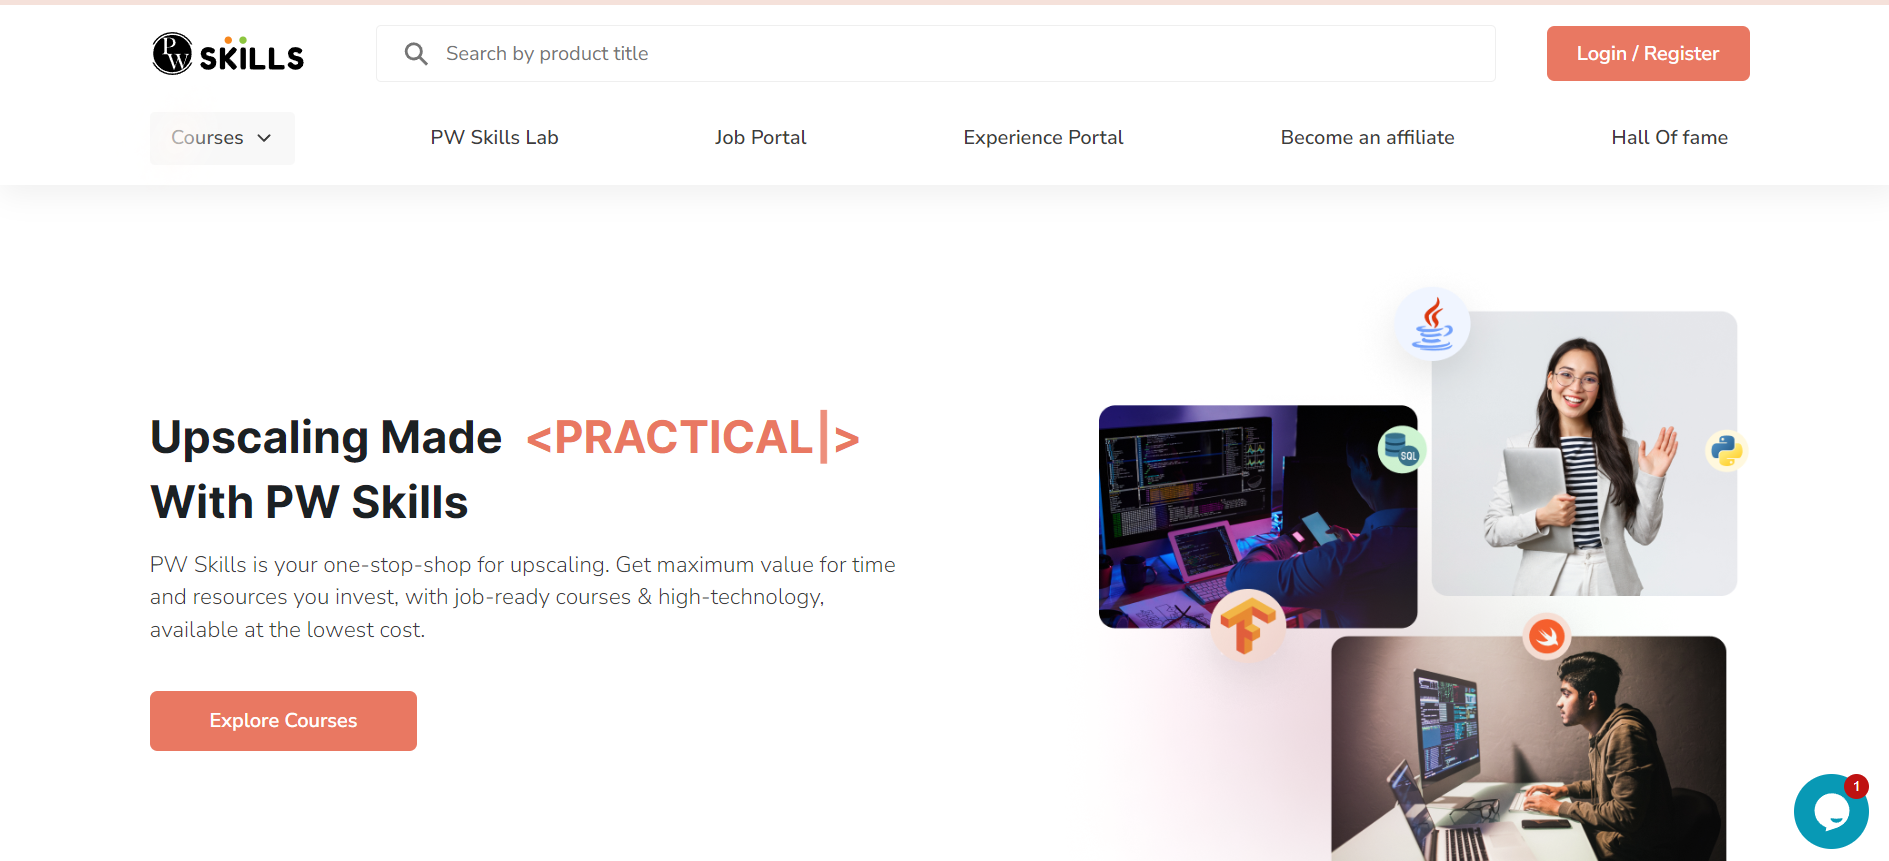 PW SKILLS
Search by product title
Login / Register
Courses
PW Skills Lab
Job Portal
Experience Portal
Become an affiliate
Hall Of fame
Upscaling Made <PRACTICAL|>
With PW Skills
PW Skills is your one-stop-shop for upscaling. Get maximum value for time
and resources you invest, with job-ready courses & high-technology,
available at the lowest cost.
Explore Courses
SQL
1